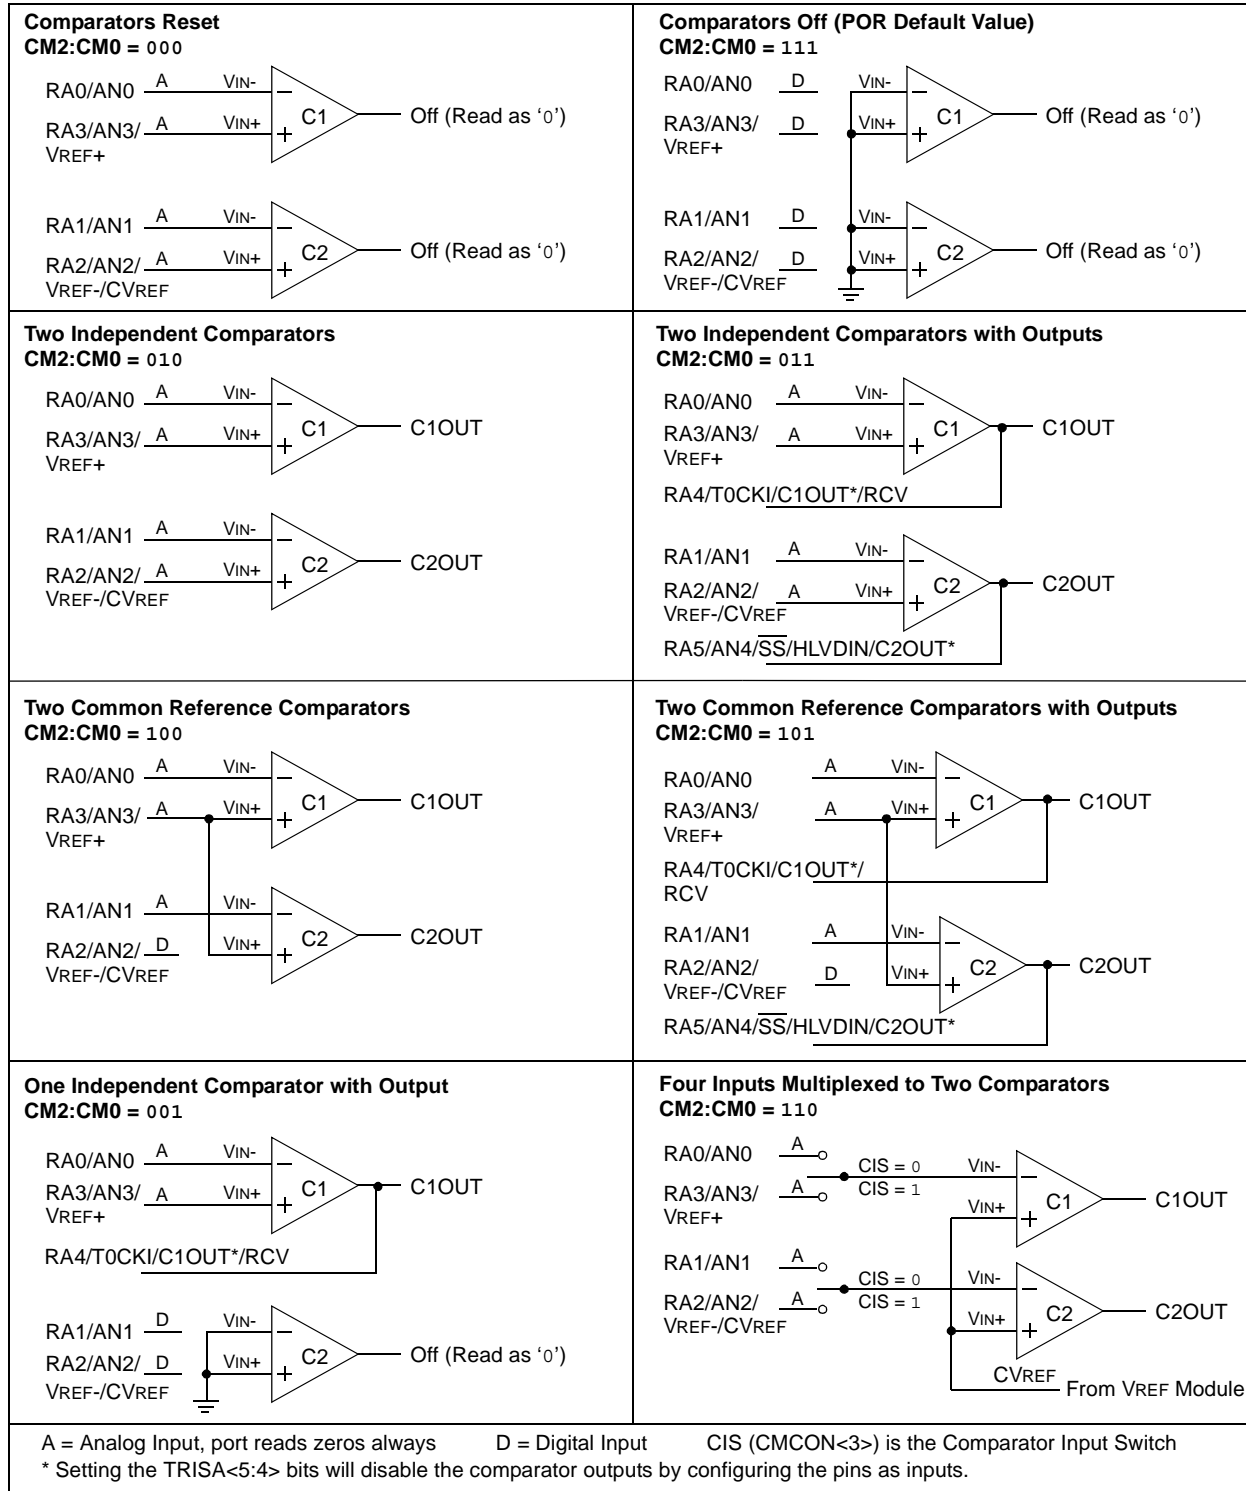 Comparators Reset
CM2:CM0 = 000
RA0/AN0 A VIN-
RA3/AN3/ A VIN+
VREF+
C1
Off (Read as ‘0’)
RA1/AN1 A VIN-
RA2/AN2/ A VIN+
VREF-/CVREF
C2
Off (Read as ‘0’)
Comparators Off (POR Default Value)
CM2:CM0 = 111
RA0/AN0 D VIN-
RA3/AN3/ D VIN+
VREF+
C1
Off (Read as ‘0’)
RA1/AN1 D VIN-
RA2/AN2/ D VIN+
VREF-/CVREF
C2
Off (Read as ‘0’)
Two Independent Comparators
CM2:CM0 = 010
RA0/AN0 A VIN-
RA3/AN3/ A VIN+
VREF+
C1
C1OUT
RA1/AN1 A VIN-
RA2/AN2/ A VIN+
VREF-/CVREF
C2
C2OUT
Two Independent Comparators with Outputs
CM2:CM0 = 011
RA0/AN0 A VIN-
RA3/AN3/ A VIN+
VREF+
C1
C1OUT
RA4/T0CKI/C1OUT*/RCV
RA1/AN1 A VIN-
RA2/AN2/ A VIN+
VREF-/CVREF
C2
C2OUT
RA5/AN4/SS/HLVDIN/C2OUT*
Two Common Reference Comparators
CM2:CM0 = 100
RA0/AN0 A VIN-
RA3/AN3/ A VIN+
VREF+
C1
C1OUT
RA1/AN1 A VIN-
RA2/AN2/ D VIN+
VREF-/CVREF
C2
C2OUT
Two Common Reference Comparators with Outputs
CM2:CM0 = 101
RA0/AN0 A VIN-
RA3/AN3/ A VIN+
VREF+
C1
C1OUT
RA4/T0CKI/C1OUT*/
RCV
RA1/AN1 A VIN-
RA2/AN2/ D VIN+
VREF-/CVREF
C2
C2OUT
RA5/AN4/SS/HLVDIN/C2OUT*
One Independent Comparator with Output
CM2:CM0 = 001
RA0/AN0 A VIN-
RA3/AN3/ A VIN+
VREF+
C1
C1OUT
RA4/T0CKI/C1OUT*/RCV
RA1/AN1 D VIN-
RA2/AN2/ D VIN+
VREF-/CVREF
C2
Off (Read as ‘0’)
Four Inputs Multiplexed to Two Comparators
CM2:CM0 = 110
RA0/AN0 A
CIS = 0 VIN-
RA3/AN3/ A CIS = 1
VREF+
VIN+
C1
C1OUT
RA1/AN1 A
CIS = 0 VIN-
RA2/AN2/ A CIS = 1
VREF-/CVREF
VIN+
C2
C2OUT
CVREF
From VREF Module
A = Analog Input, port reads zeros always D = Digital Input CIS (CMCON<3>) is the Comparator Input Switch
* Setting the TRISA<5:4> bits will disable the comparator outputs by configuring the pins as inputs.